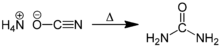 O
H₄N⊕ ⊖O—C≡N Δ H₂N NH₂